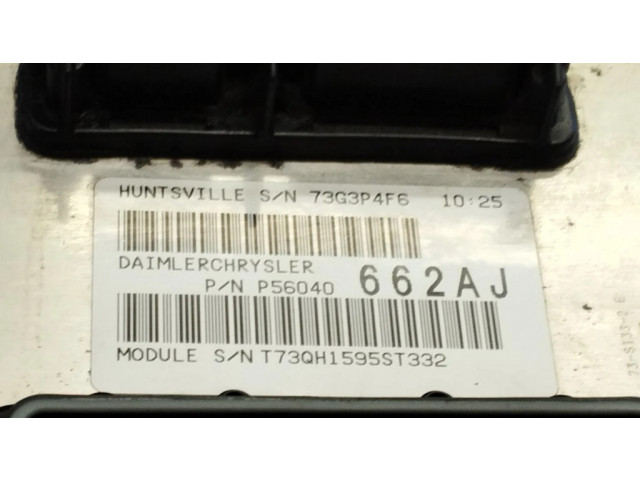 HUNTSVILLE S/N 73G3P4F6 10:25
DAIMLERCHRYSLER
P/N P56040 662AJ
MODULE S/N T73QH1595ST332